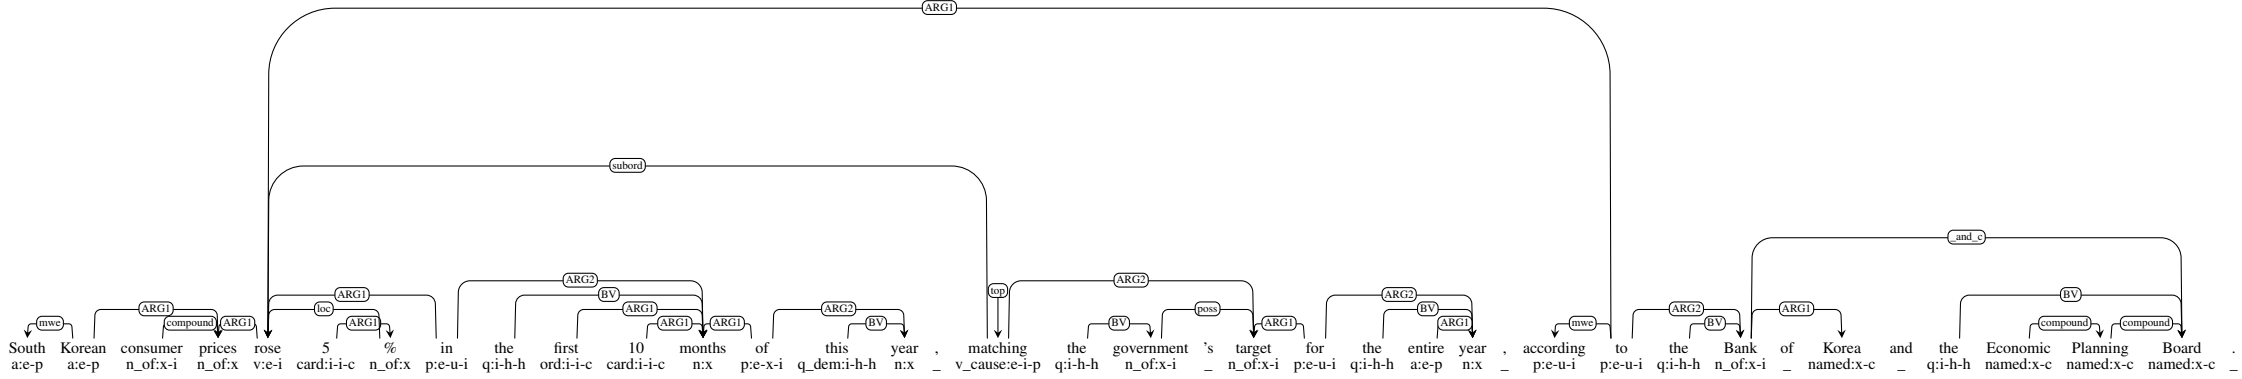 ARG1
subord
_and_c
ARG2 ARG2
top
ARG1 BV ARG2 BV
ARG1 loc ARG1 ARG2 poss BV ARG2 ARG1
mwe compound ARG1 ARG1 ARG1 ARG1 BV BV ARG1 ARG1 mwe BV compound compound
South Korean consumer prices rose 5 % in the first 10 months of this year , matching the government 's target for the entire year , according to the Bank of Korea and the Economic Planning Board .
a:e-p a:e-p n_of:x-i n_of:x v:e-i card:i-i-c n_of:x p:e-u-i q:i-h-h ord:i-i-c card:i-i-c n:x p:e-x-i q_dem:i-h-h n:x _ v_cause:e-i-p q:i-h-h n_of:x-i _ n_of:x-i p:e-u-i q:i-h-h a:e-p n:x _ p:e-u-i p:e-u-i q:i-h-h n_of:x-i _ named:x-c _ q:i-h-h named:x-c named:x-c named:x-c _